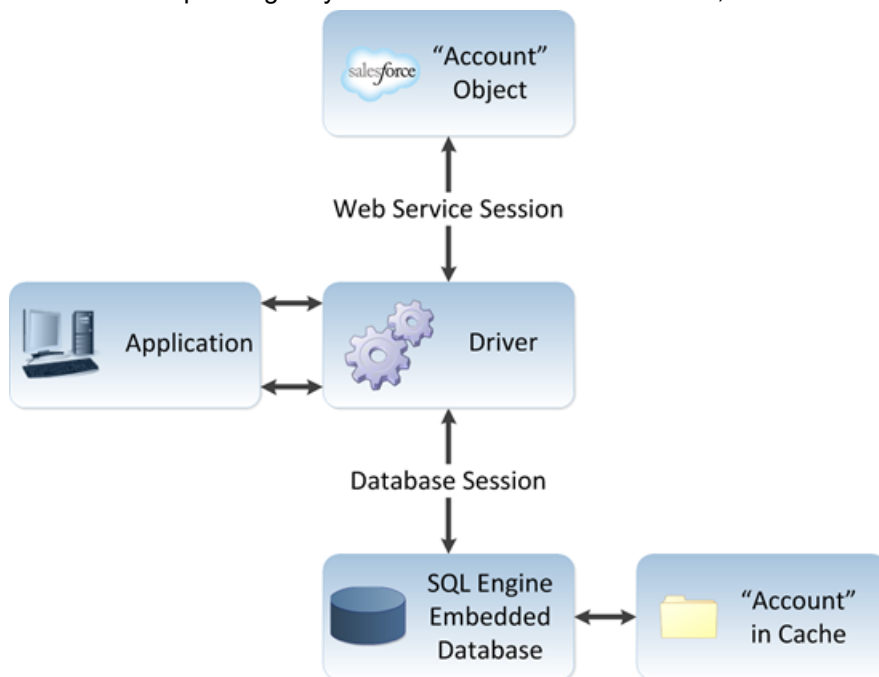 salesforce
“Account”
Object
Web Service Session
Application
Driver
Database Session
SQL Engine
Embedded
Database
“Account”
in Cache